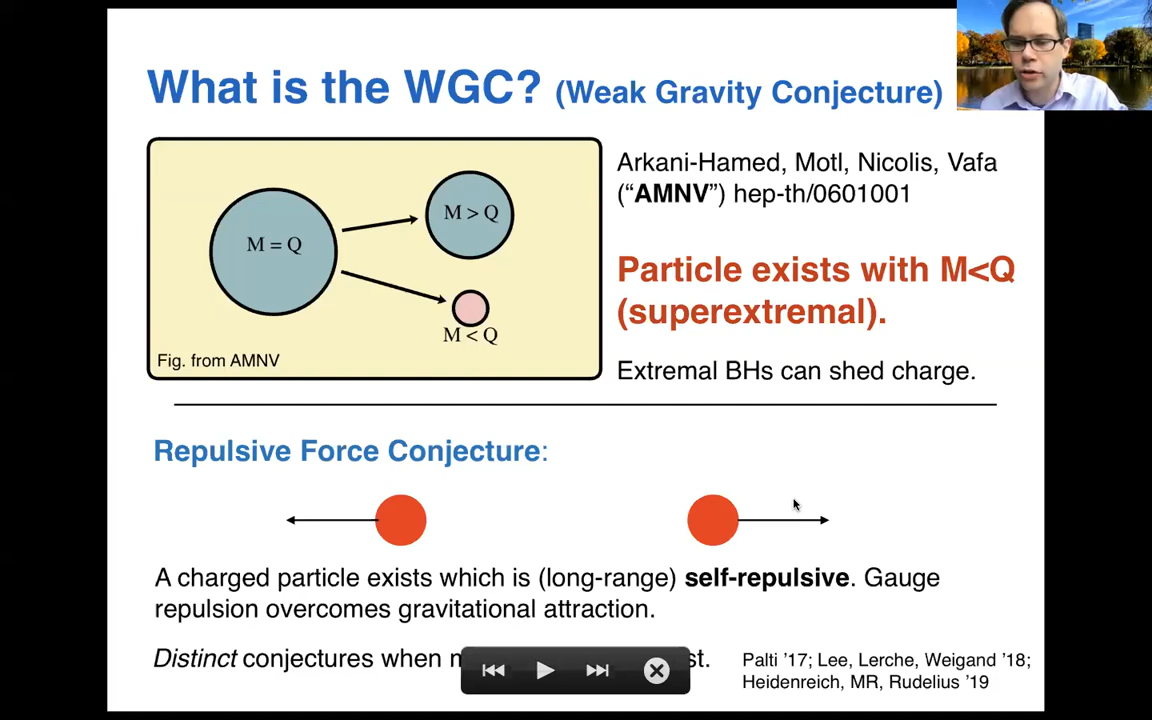 What is the WGC? (Weak Gravity Conjecture)
M = Q
M > Q
M < Q
Fig. from AMNV
Arkani-Hamed, Motl, Nicolis, Vafa
(“AMNV”) hep-th/0601001
Particle exists with M<Q
(superextremal).
Extremal BHs can shed charge.
Repulsive Force Conjecture:
A charged particle exists which is (long-range) self-repulsive. Gauge
repulsion overcomes gravitational attraction.
Distinct conjectures when
Palti ’17; Lee, Lerche, Weigand ’18;
Heidenreich, MR, Rudelius ’19